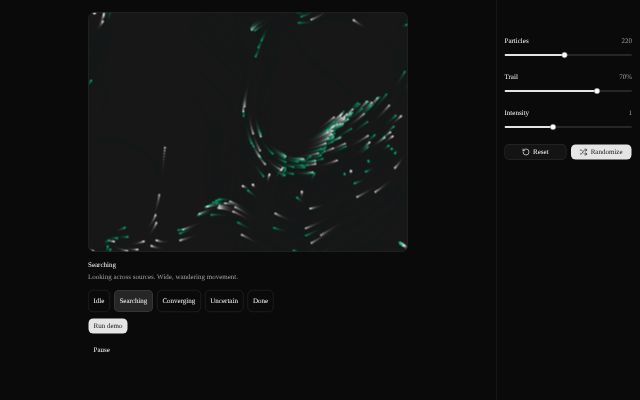 Particles 220
Trail 70%
Intensity 1
Reset Randomize
Searching
Looking across sources. Wide, wandering movement.
Idle Searching Converging Uncertain Done
Run demo
Pause